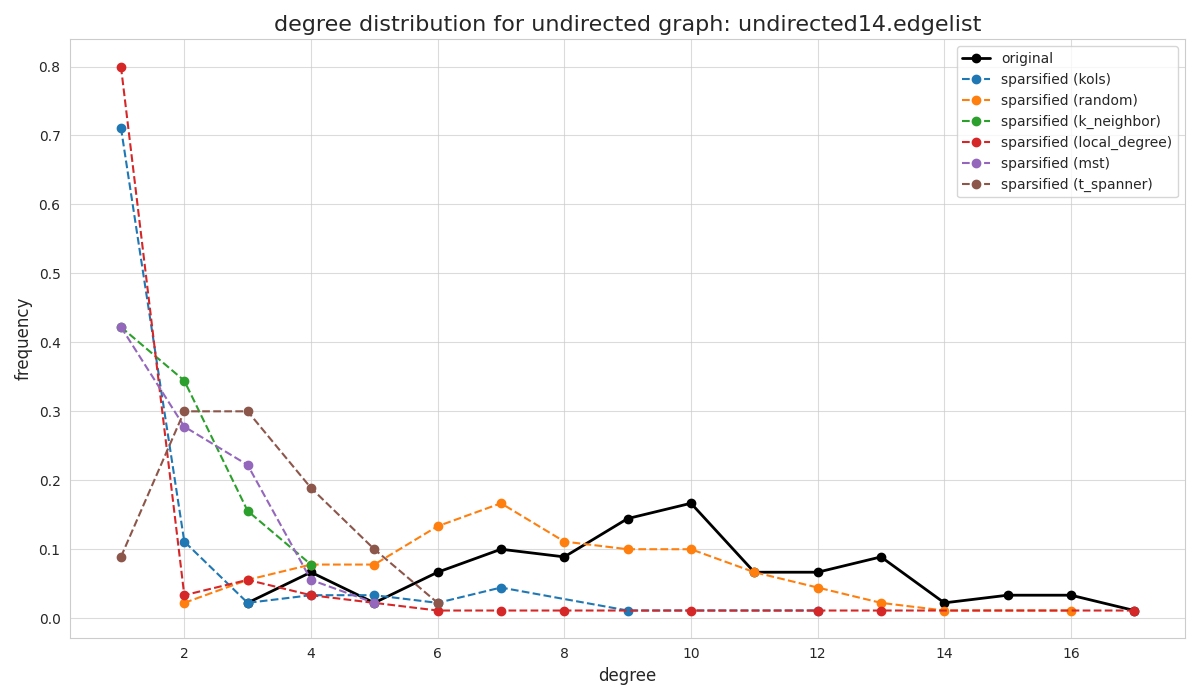 degree distribution for undirected graph: undirected14.edgelist
original
sparsified (kols)
sparsified (random)
sparsified (k_neighbor)
sparsified (local_degree)
sparsified (mst)
sparsified (t_spanner)
frequency
0.8
0.7
0.6
0.5
0.4
0.3
0.2
0.1
0.0
2 4 6 8 10 12 14 16
degree